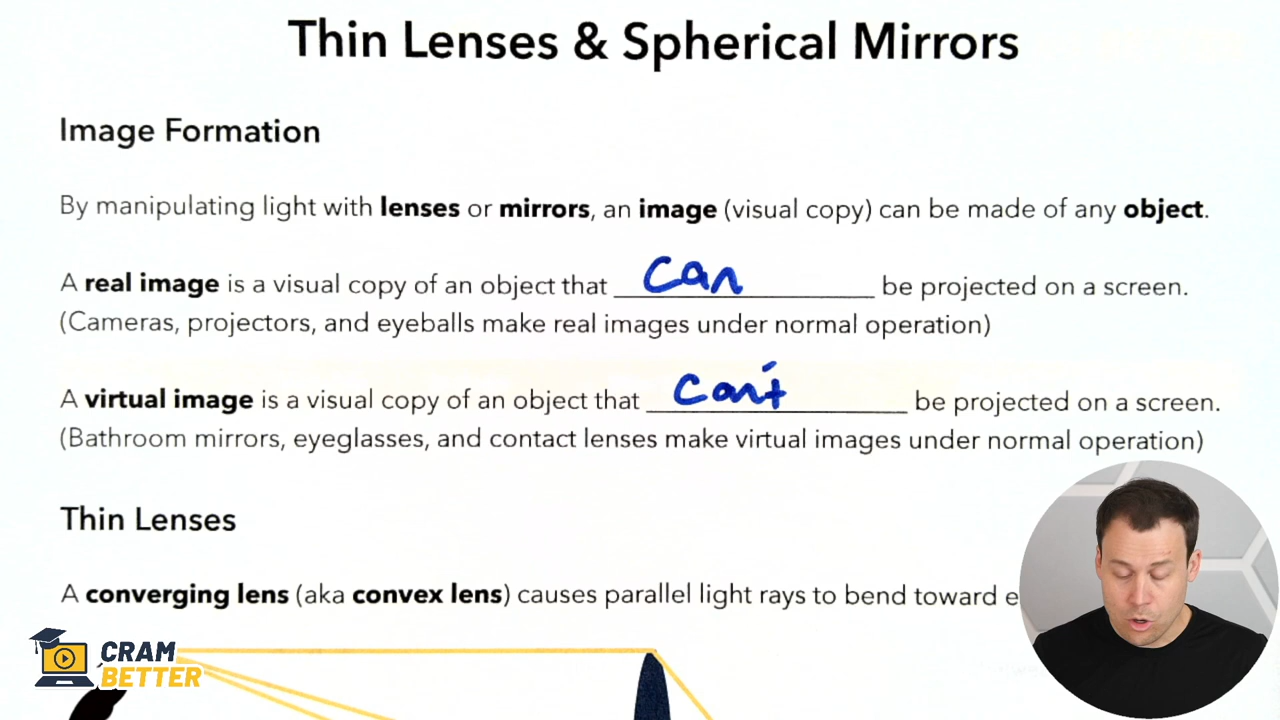 Thin Lenses & Spherical Mirrors
Image Formation
By manipulating light with lenses or mirrors, an image (visual copy) can be made of any object.
A real image is a visual copy of an object that can be projected on a screen.
(Cameras, projectors, and eyeballs make real images under normal operation)
A virtual image is a visual copy of an object that can't be projected on a screen.
(Bathroom mirrors, eyeglasses, and contact lenses make virtual images under normal operation)
Thin Lenses
A converging lens (aka convex lens) causes parallel light rays to bend toward e
CRAM
BETTER